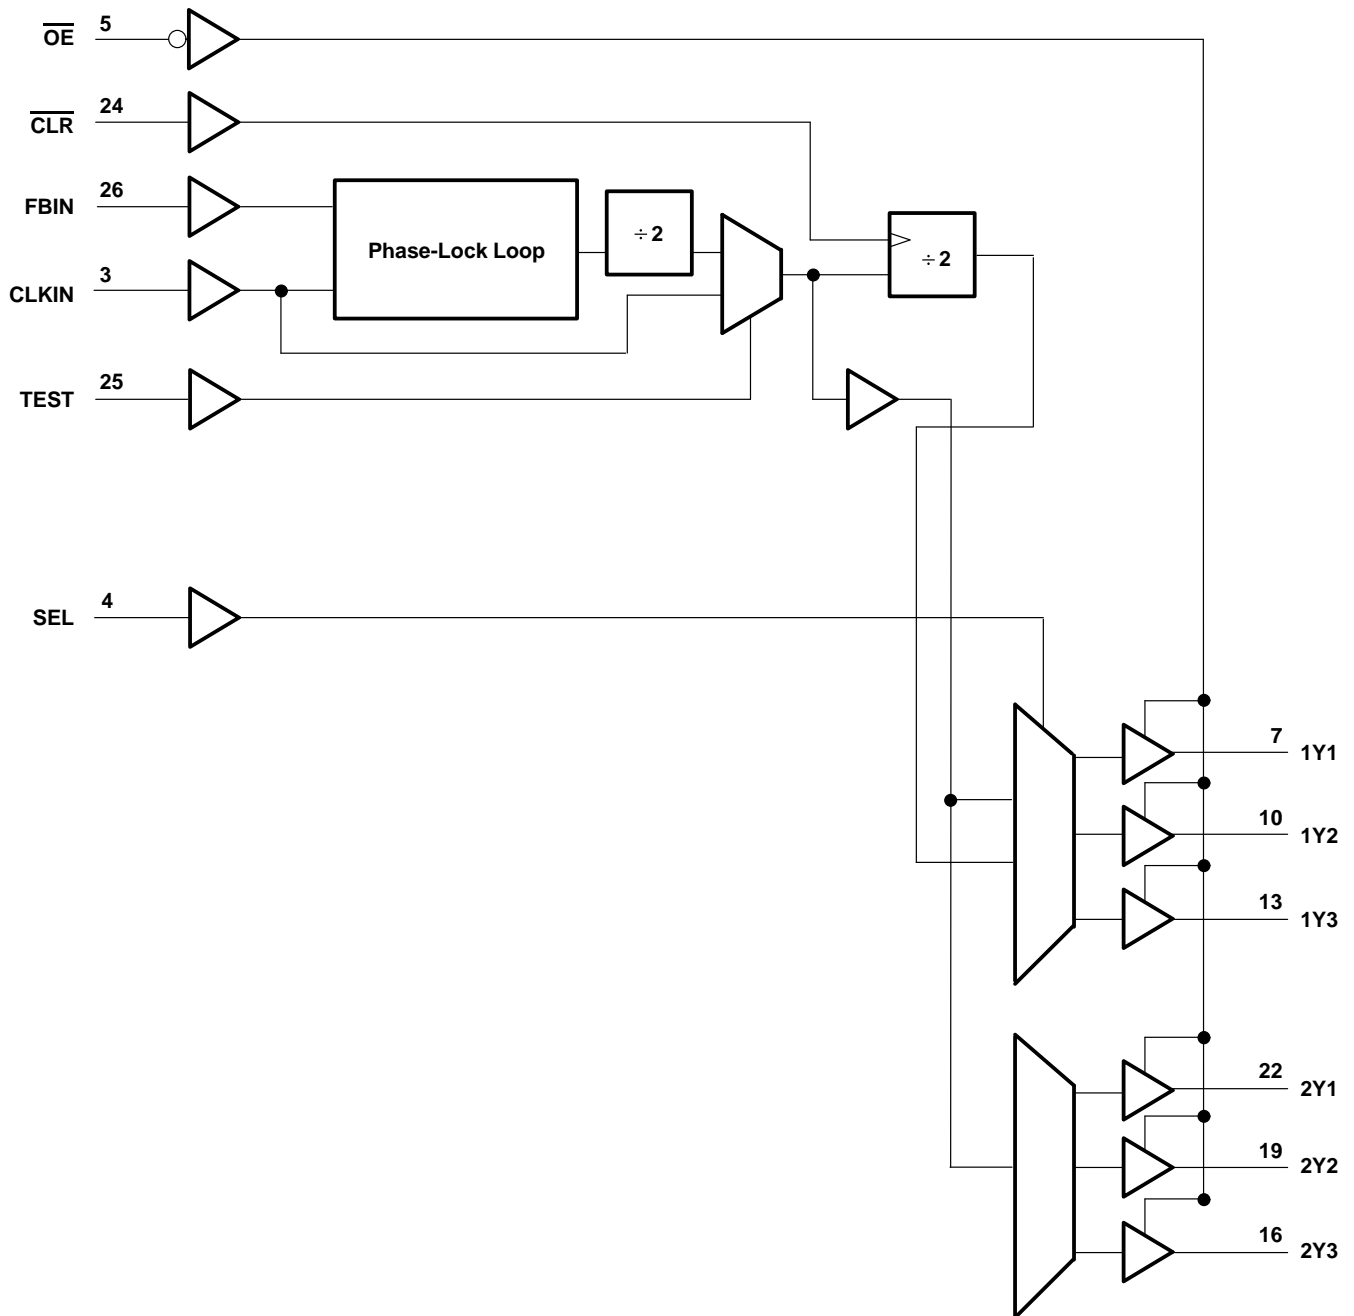 5
OE
24
CLR
26
FBIN
Phase-Lock Loop
÷2
÷2
3
CLKIN
25
TEST
4
SEL
7
1Y1
10
1Y2
13
1Y3
22
2Y1
19
2Y2
16
2Y3